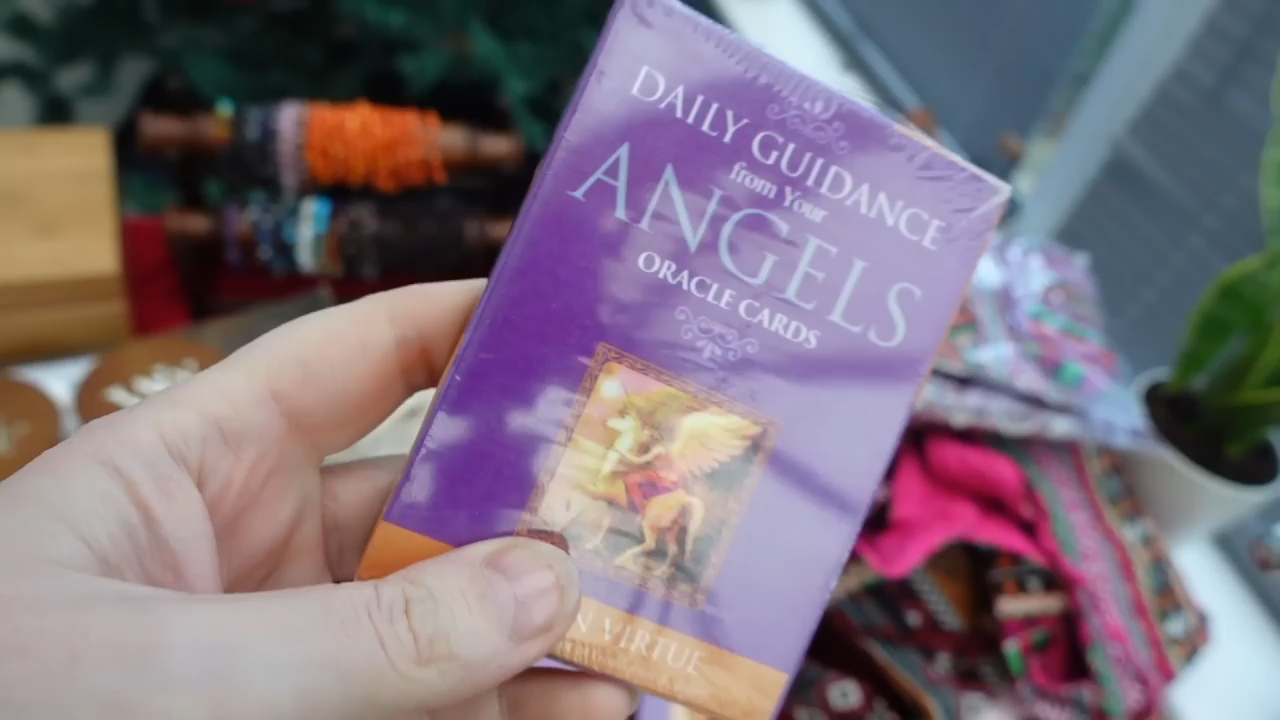 DAILY GUIDANCE
from Your
ANGELS
ORACLE CARDS
N VIRTUE